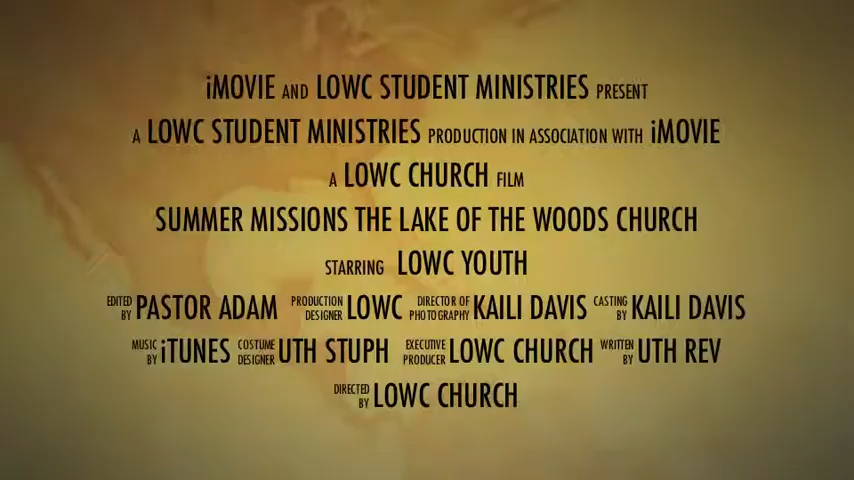 iMOVIE AND LOWC STUDENT MINISTRIES PRESENT
A LOWC STUDENT MINISTRIES PRODUCTION IN ASSOCIATION WITH iMOVIE
A LOWC CHURCH FILM
SUMMER MISSIONS THE LAKE OF THE WOODS CHURCH
STARRING LOWC YOUTH
EDITED BY PASTOR ADAM PRODUCTION DESIGNER LOWC DIRECTOR OF PHOTOGRAPHY KAILI DAVIS CASTING BY KAILI DAVIS
MUSIC BY iTUNES COSTUME DESIGNER UTH STUPH EXECUTIVE PRODUCER LOWC CHURCH WRITTEN BY UTH REV
DIRECTED BY LOWC CHURCH